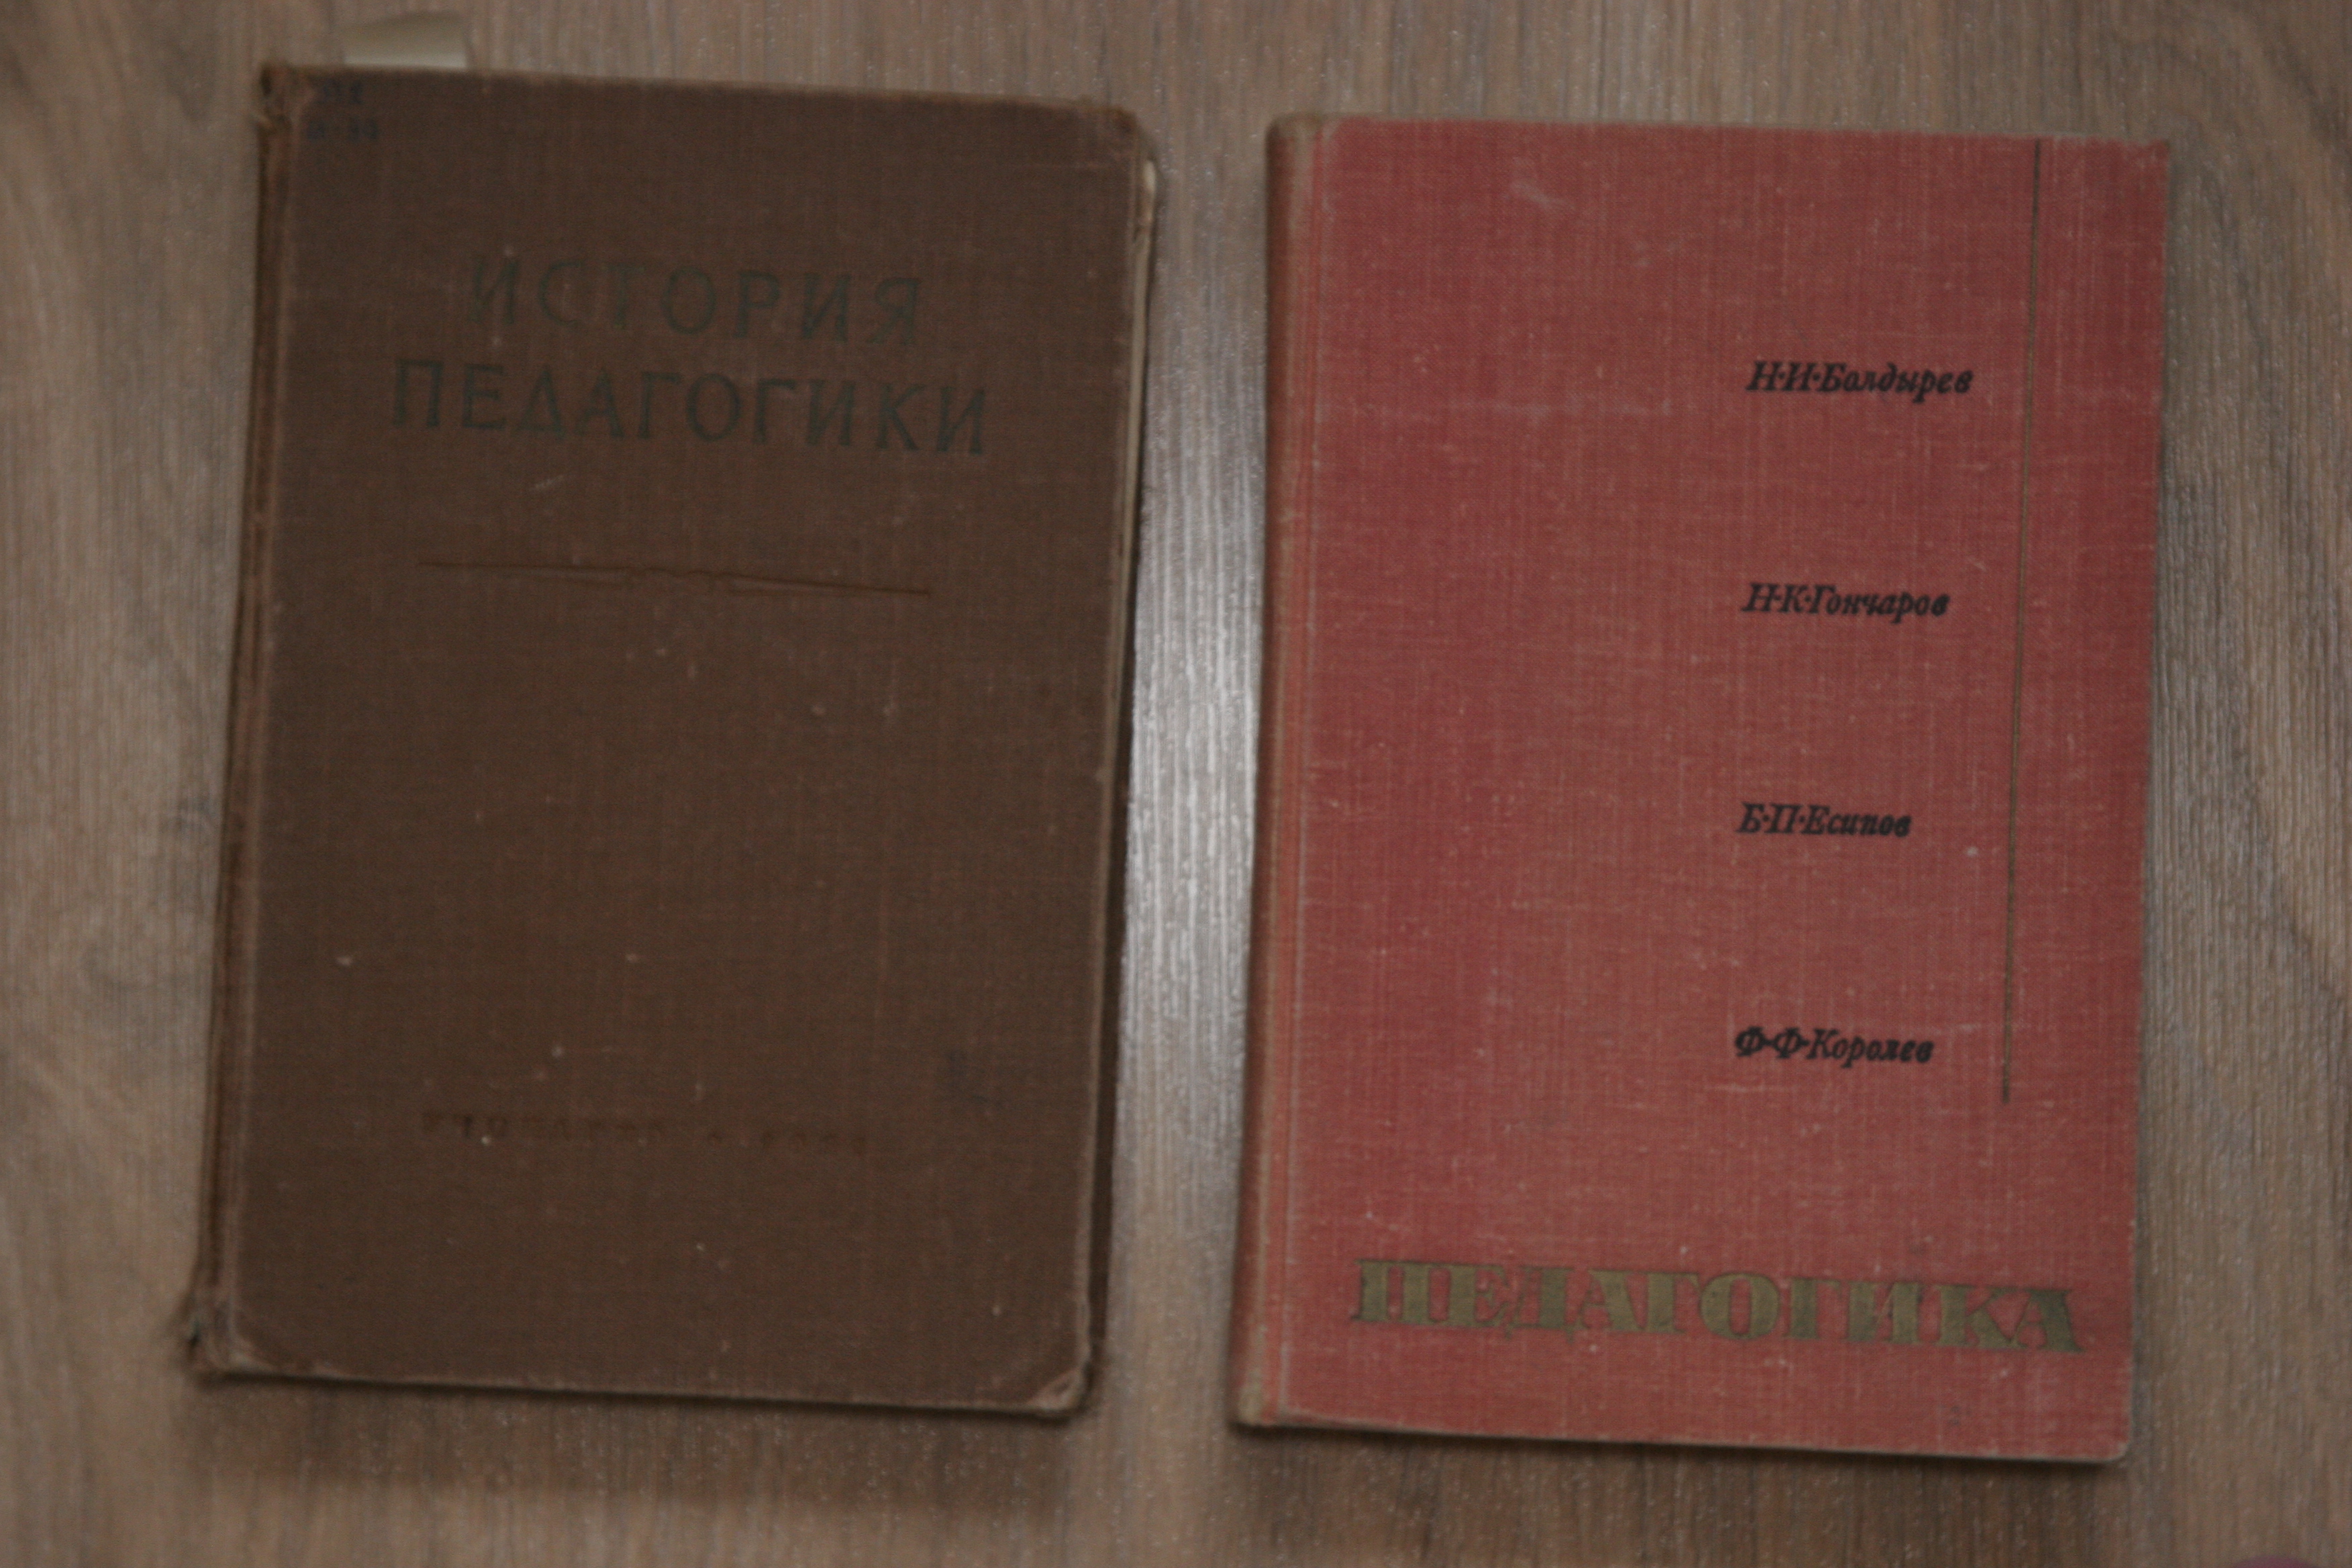 ИСТОРИЯ
ПЕДАГОГИКИ
Н·И·Болдырев
Н·К·Гончаров
Б·П·Есипов
Ф·Ф·Королев
ПЕДАГОГИКА